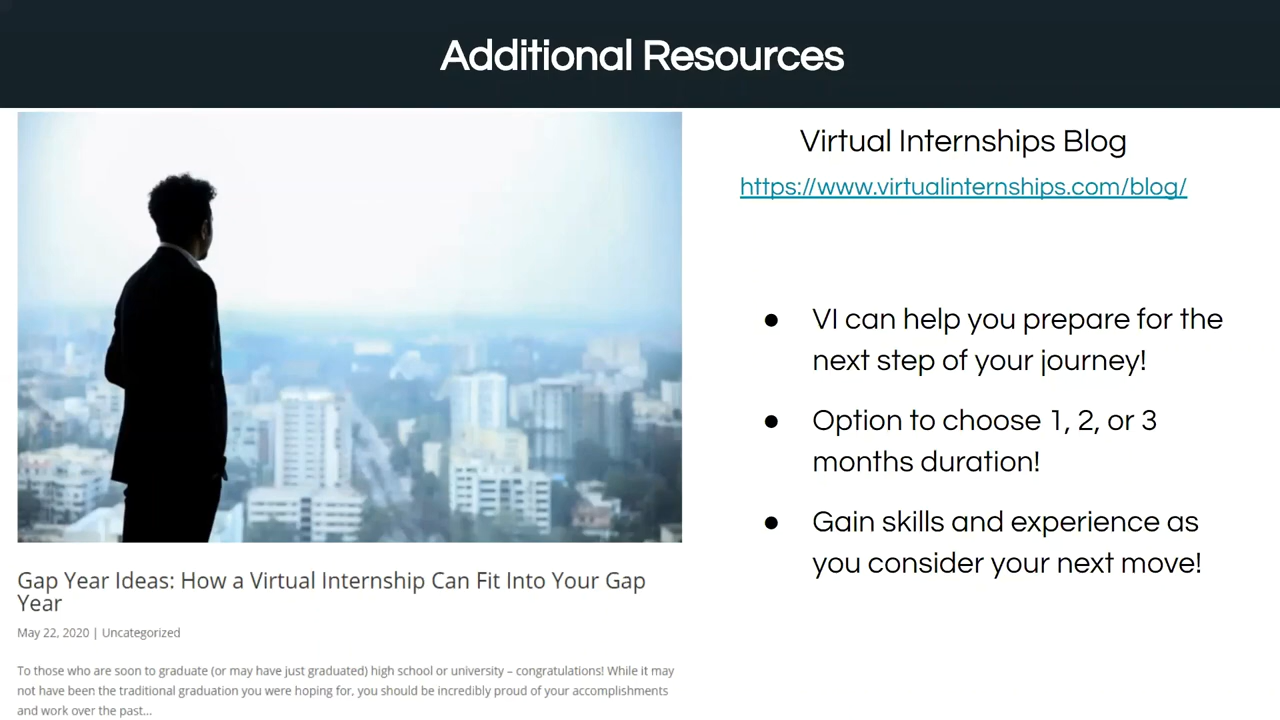 Additional Resources
Gap Year Ideas: How a Virtual Internship Can Fit Into Your Gap
Year
May 22, 2020 | Uncategorized
To those who are soon to graduate (or may have just graduated) high school or university – congratulations! While it may
not have been the traditional graduation you were hoping for, you should be incredibly proud of your accomplishments
and work over the past...
Virtual Internships Blog
https://www.virtualinternships.com/blog/
● VI can help you prepare for the
next step of your journey!
● Option to choose 1, 2, or 3
months duration!
● Gain skills and experience as
you consider your next move!